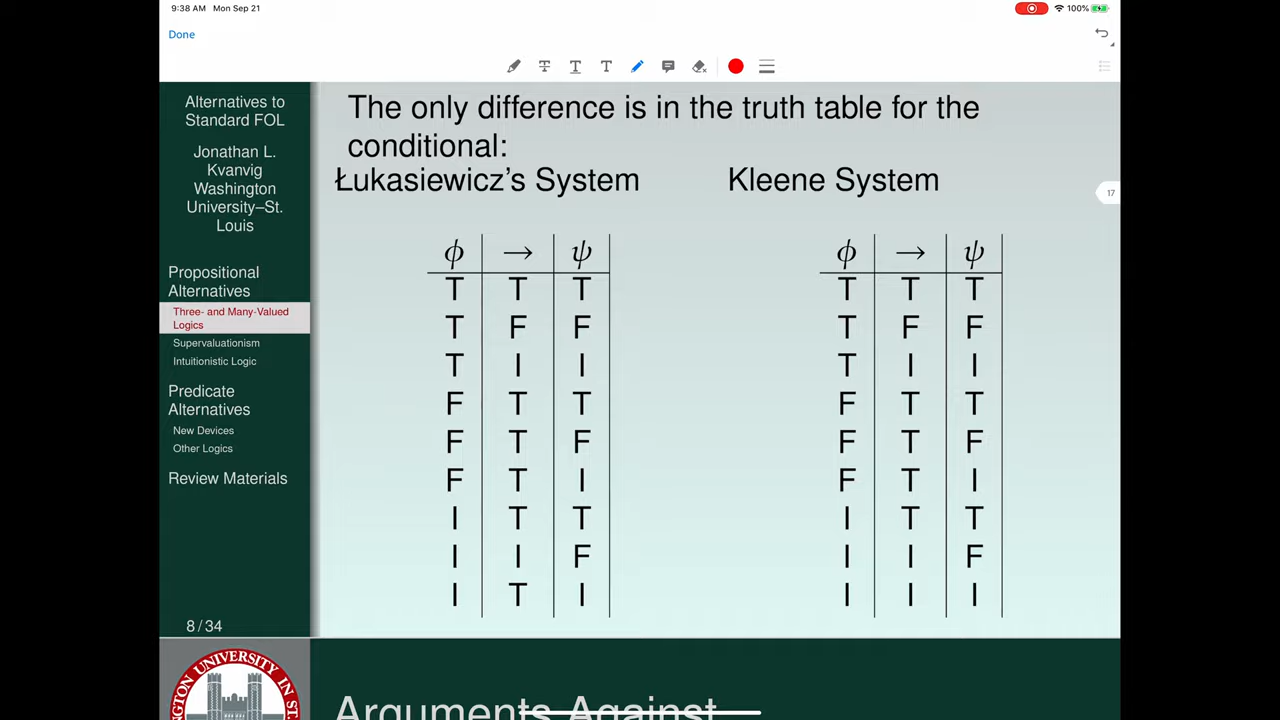 9:38 AM Mon Sep 21
100%
Done
T T T
Alternatives to
Standard FOL
Jonathan L.
Kvanvig
Washington
University–St.
Louis
Propositional
Alternatives
Three- and Many-Valued
Logics
Supervaluationism
Intuitionistic Logic
Predicate
Alternatives
New Devices
Other Logics
Review Materials
8 / 34
The only difference is in the truth table for the
conditional:
Łukasiewicz’s System
ϕ → ψ
T T T
T F F
T I I
F T T
F T F
F T I
I T T
I I F
I T I
Kleene System
ϕ → ψ
T T T
T F F
T I I
F T T
F T F
F T I
I T T
I I F
I I I
17
Arguments Against